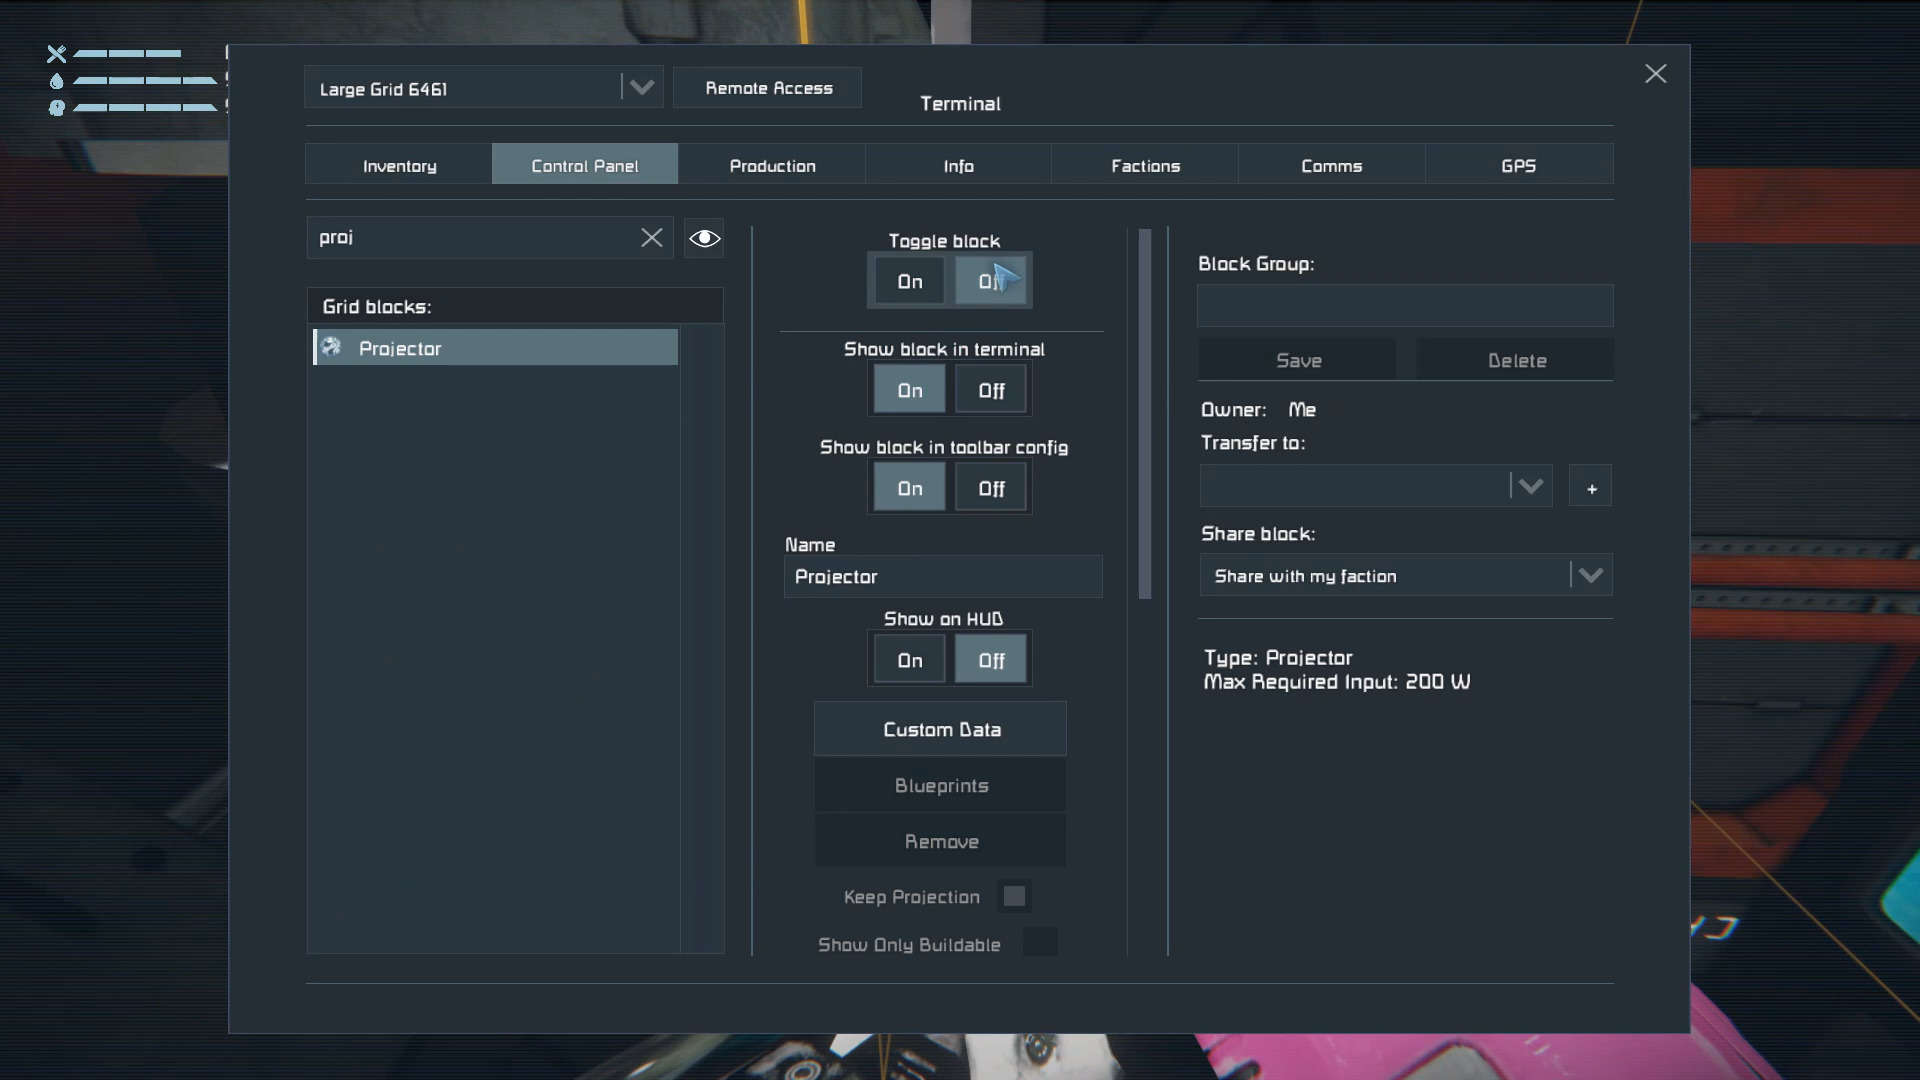 Large Grid 6461
Remote Access
Terminal
Inventory
Control Panel
Production
Info
Factions
Comms
GPS
proj
Grid blocks:
Projector
Toggle block
On
Off
Show block in terminal
On
Off
Show block in toolbar config
On
Off
Name
Projector
Show on HUD
On
Off
Custom Data
Blueprints
Remove
Keep Projection
Show Only Buildable
Block Group:
Save
Delete
Owner: Me
Transfer to:
+
Share block:
Share with my faction
Type: Projector
Max Required Input: 200 W